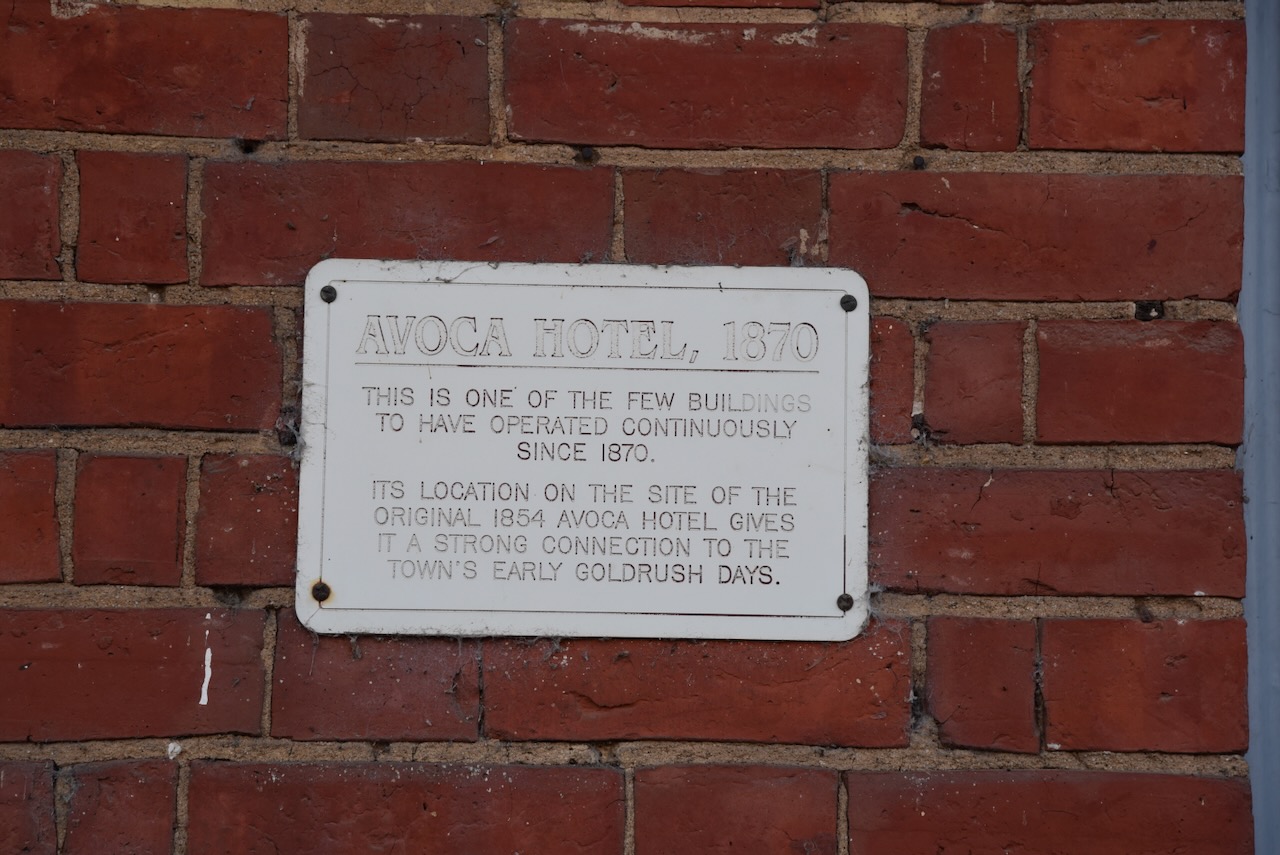 AVOCA HOTEL, 1870
THIS IS ONE OF THE FEW BUILDINGS
TO HAVE OPERATED CONTINUOUSLY
SINCE 1870.
ITS LOCATION ON THE SITE OF THE
ORIGINAL 1854 AVOCA HOTEL GIVES
IT A STRONG CONNECTION TO THE
TOWN'S EARLY GOLDRUSH DAYS.